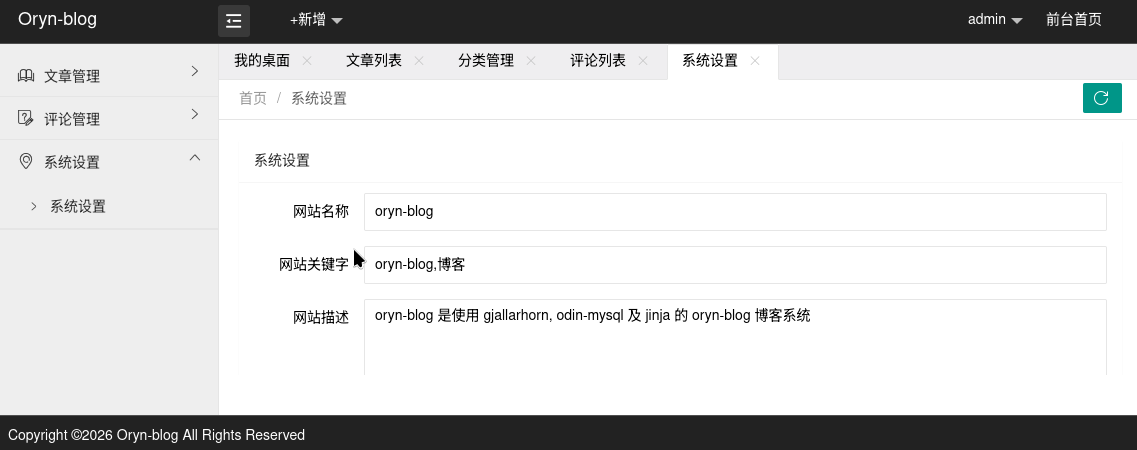 Oryn-blog
+新增
admin
前台首页
文章管理
评论管理
系统设置
系统设置
我的桌面
文章列表
分类管理
评论列表
系统设置
首页 / 系统设置
系统设置
网站名称 oryn-blog
网站关键字 oryn-blog,博客
网站描述 oryn-blog 是使用 gjallarhorn, odin-mysql 及 jinja 的 oryn-blog 博客系统
Copyright ©2026 Oryn-blog All Rights Reserved